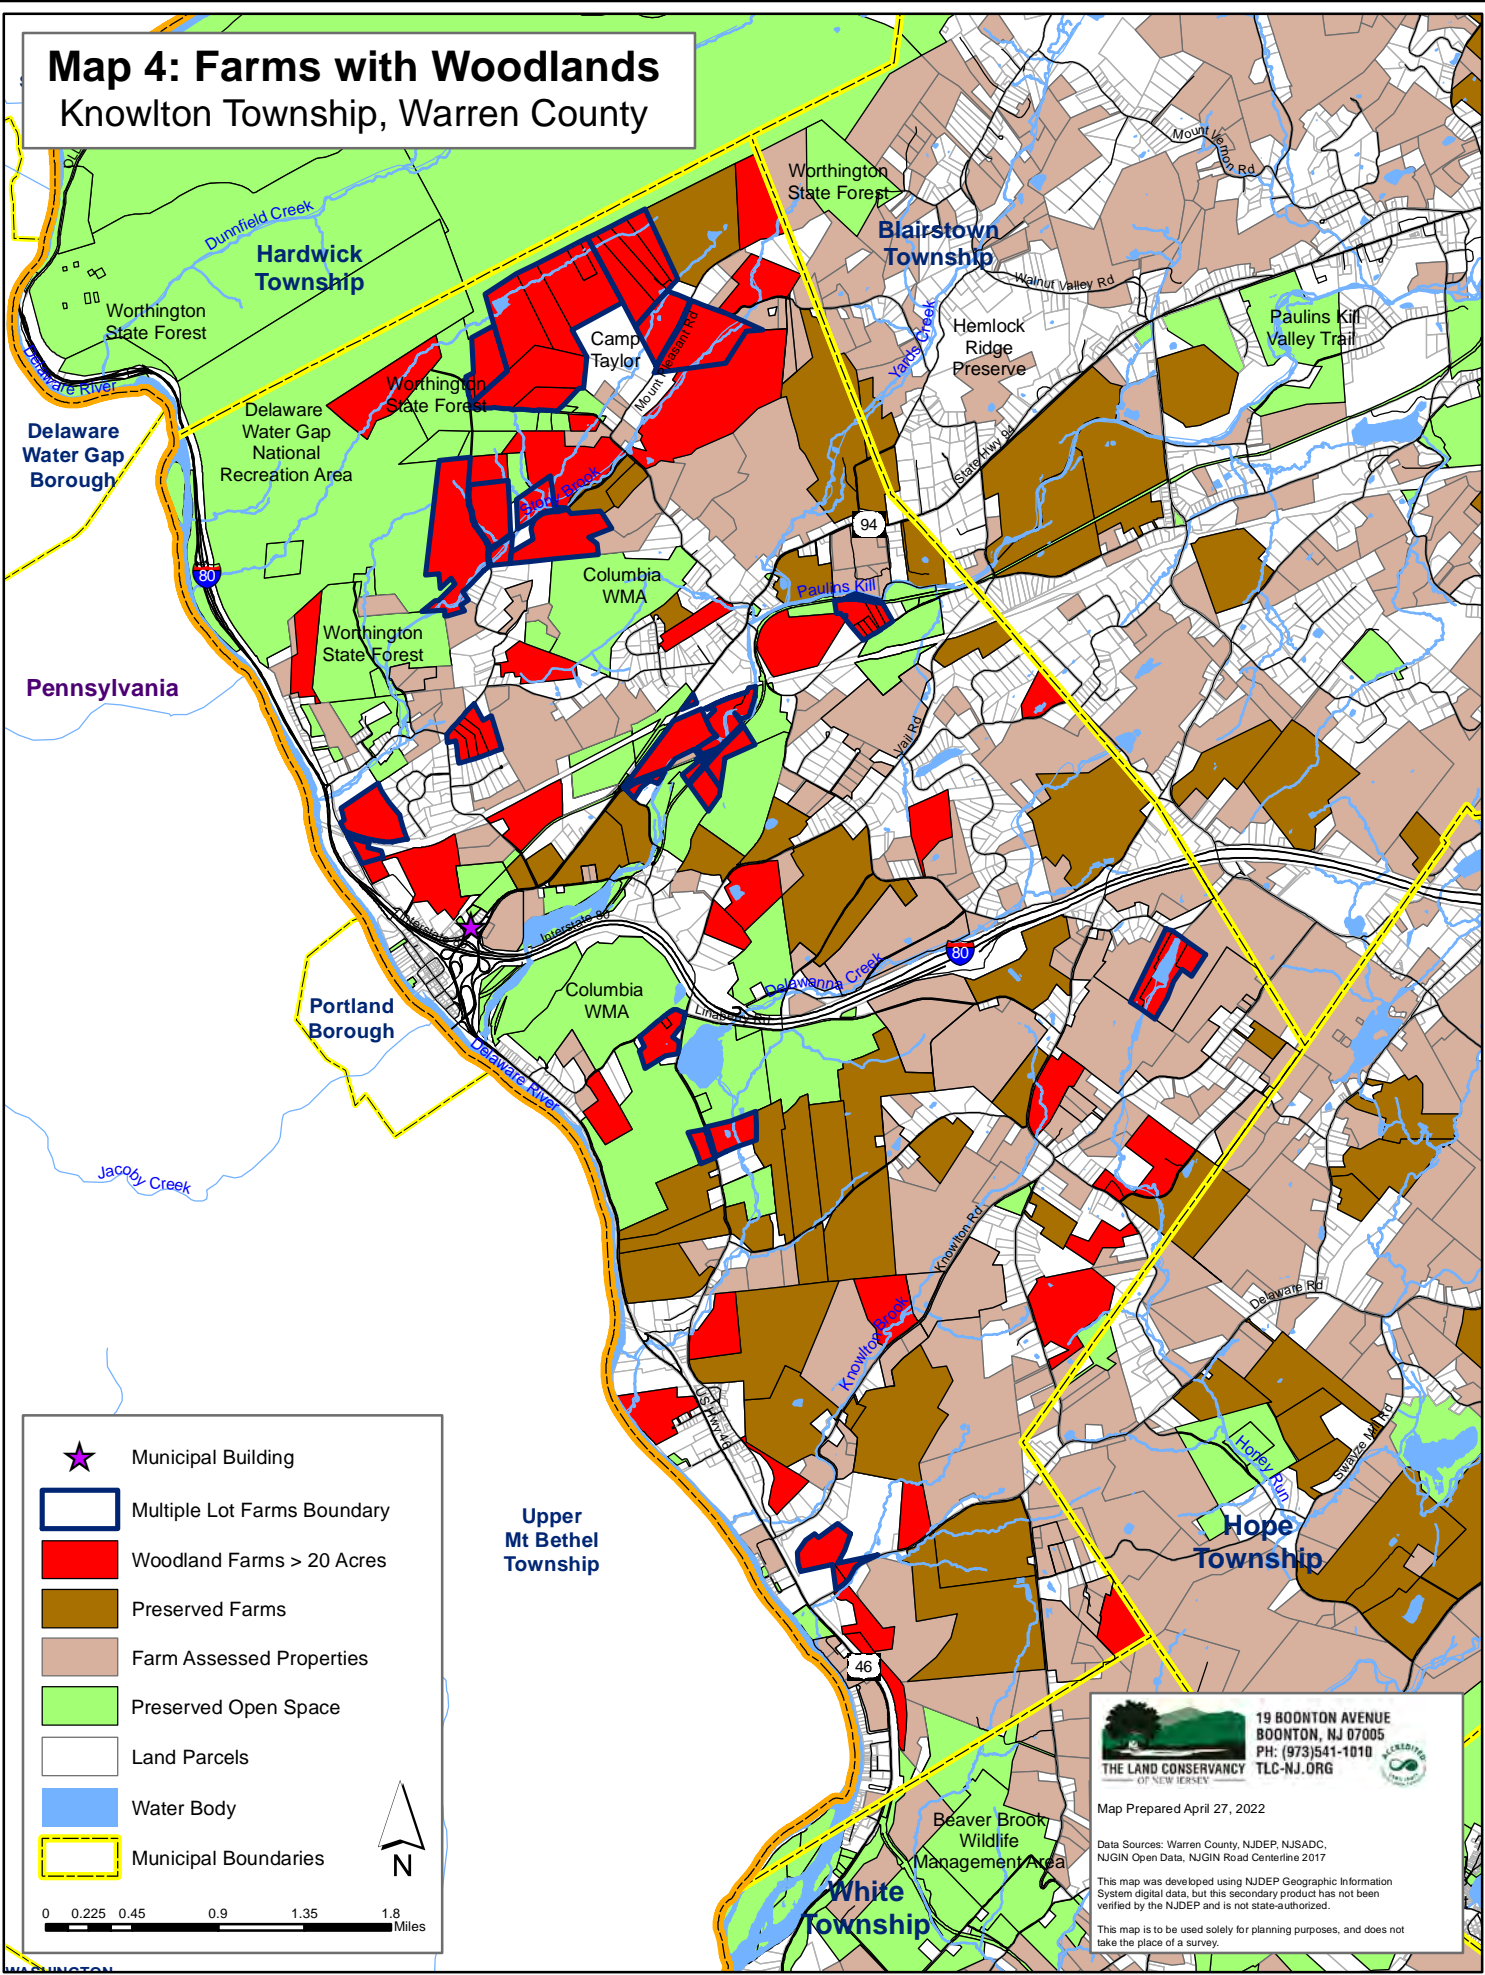 Map 4: Farms with Woodlands
Knowlton Township, Warren County
Mount Vernon Rd
Worthington
State Forest
Dunnfield Creek
Blairstown
Township
Hardwick
Township
Walnut Valley Rd
Worthington
State Forest
Paulins Kill
Valley Trail
Hemlock
Ridge
Preserve
Yards Creek
Camp
Taylor
Mount Pleasant Rd
Delaware River
Worthington
State Forest
Delaware
Water Gap
National
Recreation Area
Delaware
Water Gap
Borough
State Hwy 94
Stony Brook
94
80
Columbia
WMA
Paulins Kill
Worthington
State Forest
Pennsylvania
Vail Rd
Interstate 80
Interstate 80
80
Delawanna Creek
Columbia
WMA
Linaberry Rd
Portland
Borough
Delaware River
Jacoby Creek
Knowlton Rd
Delaware Rd
Knowlton Brook
US Hwy 46
Swayze Mill Rd
Honey Run
Hope
Township
Upper
Mt Bethel
Township
46
Beaver Brook
Wildlife
Management Area
White
Township
WASHINGTON
Municipal Building
Multiple Lot Farms Boundary
Woodland Farms > 20 Acres
Preserved Farms
Farm Assessed Properties
Preserved Open Space
Land Parcels
Water Body
Municipal Boundaries
N
0 0.225 0.45 0.9 1.35 1.8
Miles
THE LAND CONSERVANCY
OF NEW JERSEY
19 BOONTON AVENUE
BOONTON, NJ 07005
PH: (973)541-1010
TLC-NJ.ORG
ACCREDITED
Map Prepared April 27, 2022
Data Sources: Warren County, NJDEP, NJSADC,
NJGIN Open Data, NJGIN Road Centerline 2017
This map was developed using NJDEP Geographic Information
System digital data, but this secondary product has not been
verified by the NJDEP and is not state-authorized.
This map is to be used solely for planning purposes, and does not
take the place of a survey.